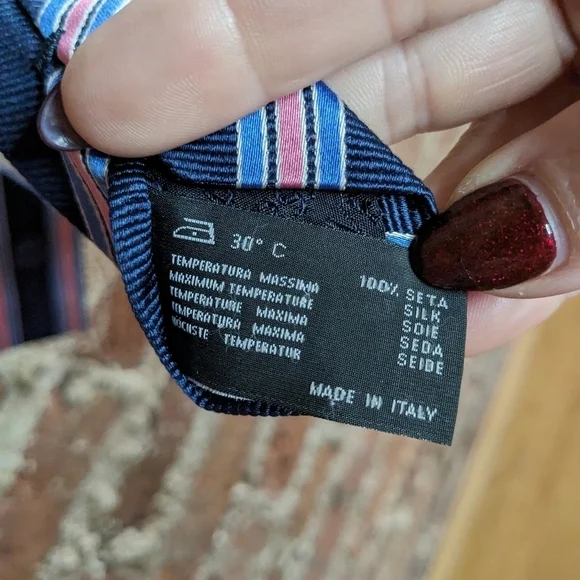 30° C
TEMPERATURA MASSIMA 100% SETA
MAXIMUM TEMPERATURE SILK
TEMPERATURE MAXIMA SOIE
TEMPERATURA MAXIMA SEDA
HÖCHSTE TEMPERATUR SEIDE
MADE IN ITALY